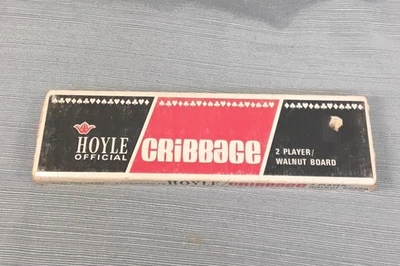 HOYLE
OFFICIAL
CRiBBaGe
2 PLAYER/
WALNUT BOARD
HOYLE/CRiBBaGe